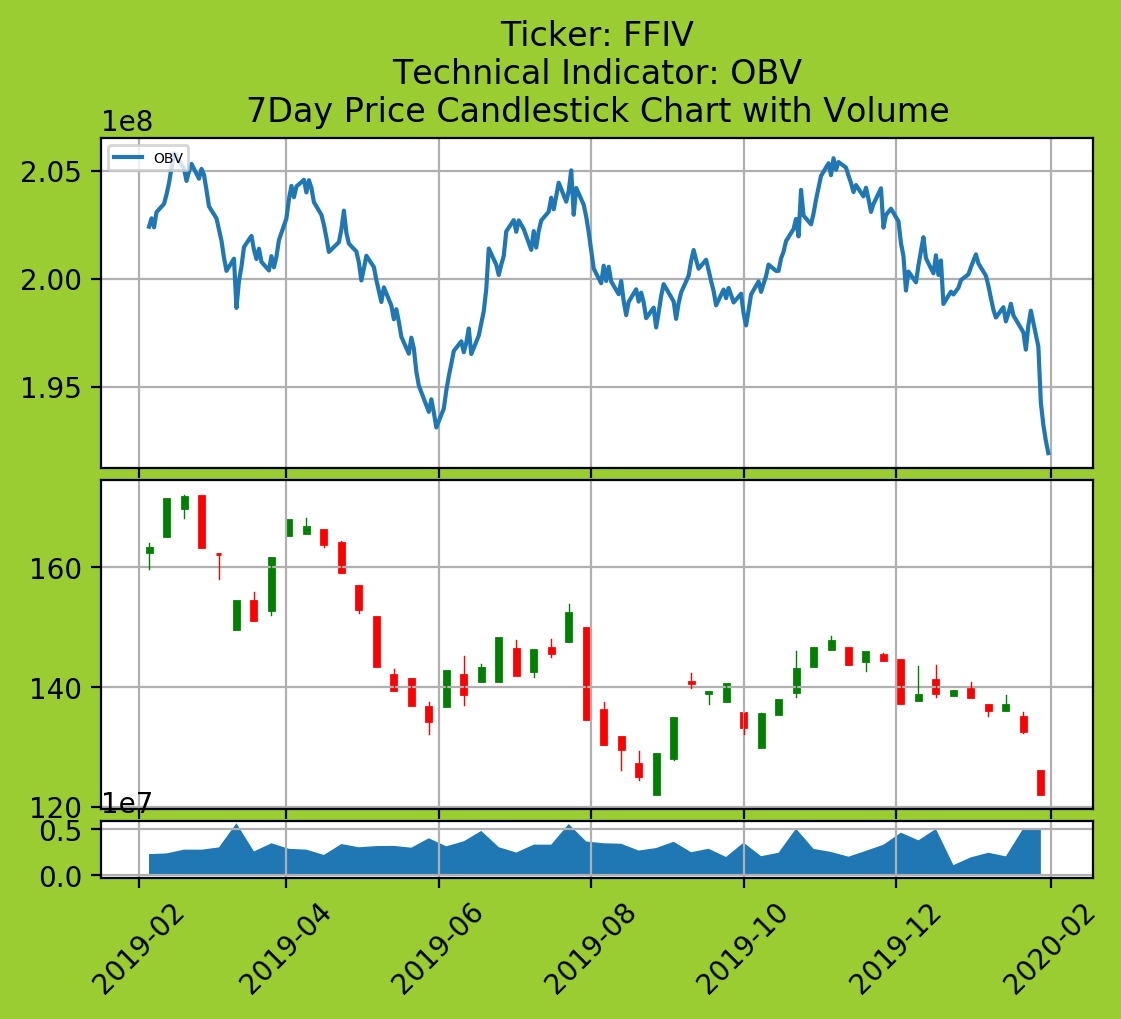 Ticker: FFIV
Technical Indicator: OBV
7Day Price Candlestick Chart with Volume
1e8
OBV
2.05
2.00
1.95
160
140
120
1e7
0.5
0.0
2019-02
2019-04
2019-06
2019-08
2019-10
2019-12
2020-02